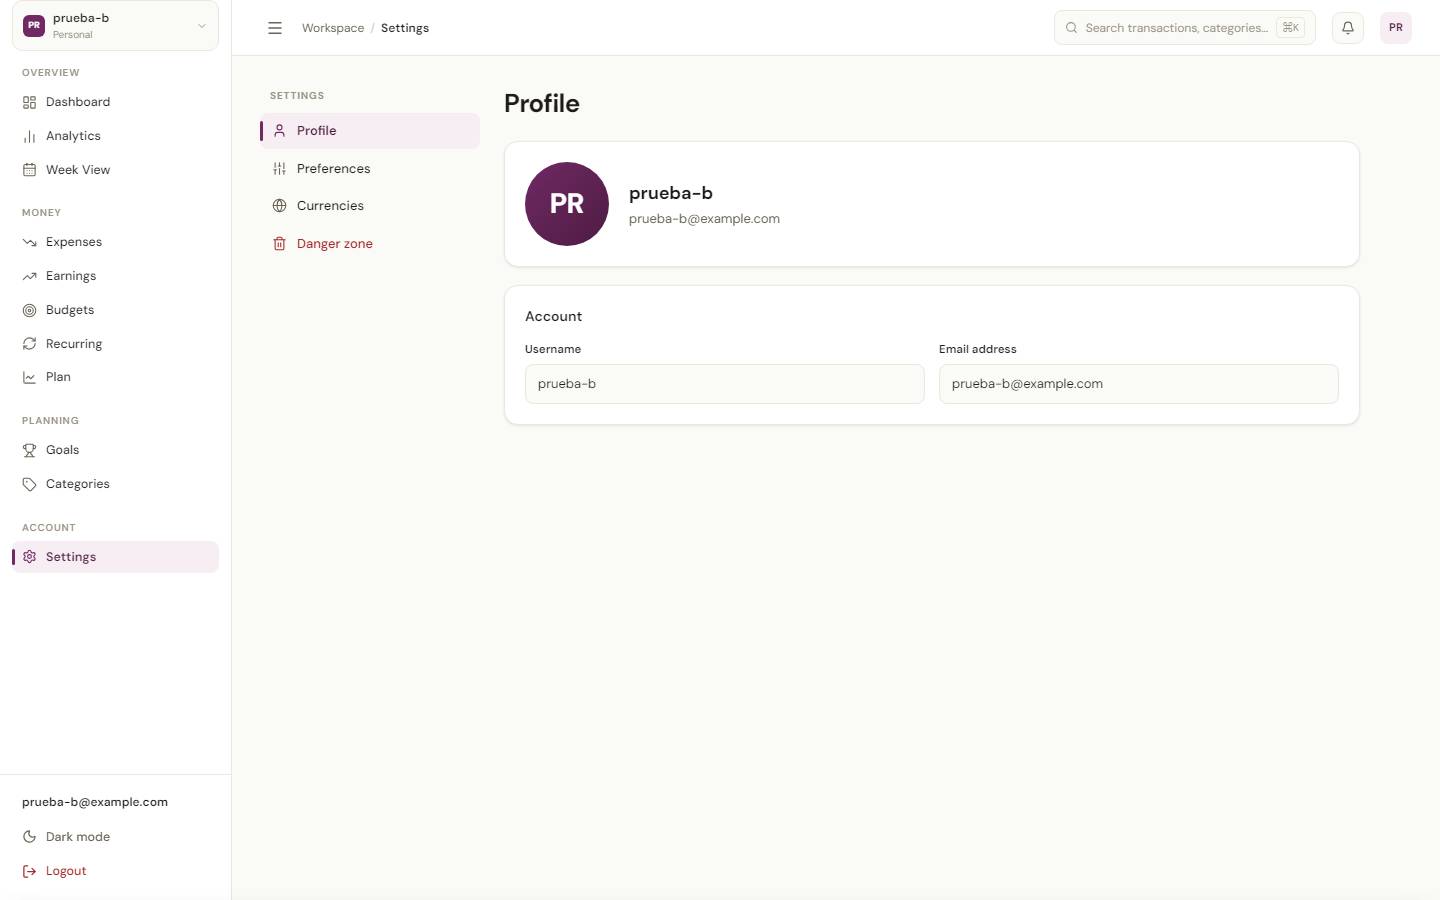 PR
prueba-b
Personal
OVERVIEW
Dashboard
Analytics
Week View
MONEY
Expenses
Earnings
Budgets
Recurring
Plan
PLANNING
Goals
Categories
ACCOUNT
Settings
prueba-b@example.com
Dark mode
Logout
Workspace / Settings
Search transactions, categories... ⌘K
PR
SETTINGS
Profile
Preferences
Currencies
Danger zone
Profile
PR
prueba-b
prueba-b@example.com
Account
Username
prueba-b
Email address
prueba-b@example.com